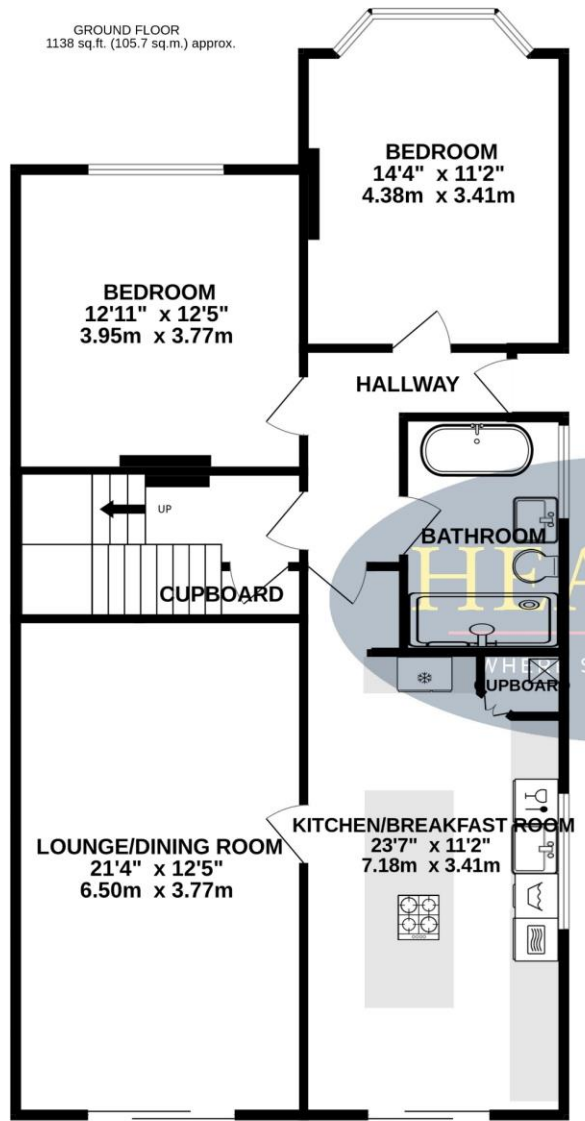 GROUND FLOOR
1138 sq.ft. (105.7 sq.m.) approx.
BEDROOM
14'4" x 11'2"
4.38m x 3.41m
BEDROOM
12'11" x 12'5"
3.95m x 3.77m
HALLWAY
UP
BATHROOM
CUPBOARD
HEA
WHERE S
CUPBOARD
LOUNGE/DINING ROOM
21'4" x 12'5"
6.50m x 3.77m
KITCHEN/BREAKFAST ROOM
23'7" x 11'2"
7.18m x 3.41m